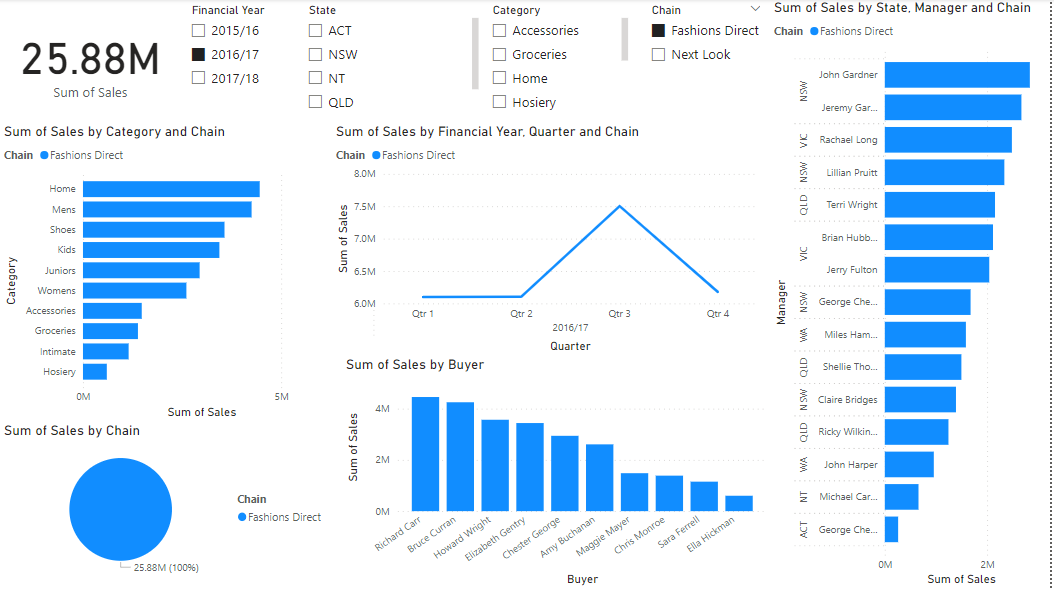 25.88M
Sum of Sales
Financial Year
2015/16
2016/17
2017/18
State
ACT
NSW
NT
QLD
Category
Accessories
Groceries
Home
Hosiery
Chain
Fashions Direct
Next Look
Sum of Sales by Category and Chain
Chain Fashions Direct
Category
Home
Mens
Shoes
Kids
Juniors
Womens
Accessories
Groceries
Intimate
Hosiery
0M 5M
Sum of Sales
Sum of Sales by Chain
Chain
Fashions Direct
25.88M (100%)
Sum of Sales by Financial Year, Quarter and Chain
Chain Fashions Direct
Sum of Sales
8.0M
7.5M
7.0M
6.5M
6.0M
Qtr 1 Qtr 2 Qtr 3 Qtr 4
2016/17
Quarter
Sum of Sales by Buyer
Sum of Sales
4M
2M
0M
Richard Carr
Bruce Curran
Howard Wright
Elizabeth Gentry
Chester George
Amy Buchanan
Maggie Mayer
Chris Monroe
Sara Ferrell
Ella Hickman
Buyer
Sum of Sales by State, Manager and Chain
Chain Fashions Direct
Manager
NSW
John Gardner
Jeremy Gar...
VIC
Rachael Long
NSW
Lillian Pruitt
QLD
Terri Wright
VIC
Brian Hubb...
Jerry Fulton
NSW
George Che...
WA
Miles Ham...
QLD
Shellie Tho...
NSW
Claire Bridges
QLD
Ricky Wilkin...
WA
John Harper
NT
Michael Car...
ACT
George Che...
0M 2M
Sum of Sales